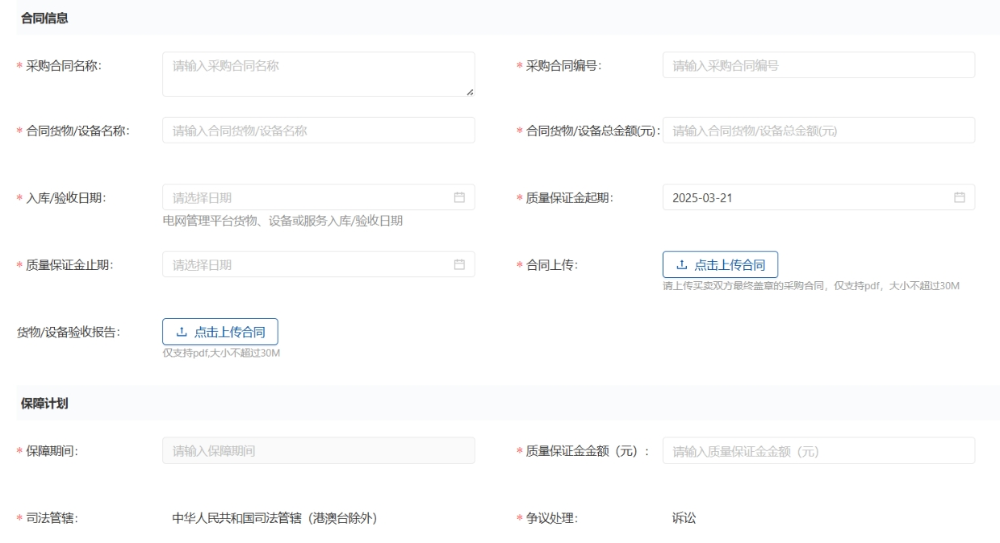 合同信息
* 采购合同名称: 请输入采购合同名称
* 采购合同编号: 请输入采购合同编号
* 合同货物/设备名称: 请输入合同货物/设备名称
* 合同货物/设备总金额(元): 请输入合同货物/设备总金额(元)
* 入库/验收日期: 请选择日期
电网管理平台货物、设备或服务入库/验收日期
* 质量保证金起期: 2025-03-21
* 质量保证金止期: 请选择日期
* 合同上传: 点击上传合同
请上传买卖双方最终盖章的采购合同，仅支持pdf，大小不超过30M
货物/设备验收报告: 点击上传合同
仅支持pdf,大小不超过30M
保障计划
* 保障期间: 请输入保障期间
* 质量保证金金额（元）: 请输入质量保证金金额（元）
* 司法管辖: 中华人民共和国司法管辖（港澳台除外）
* 争议处理: 诉讼